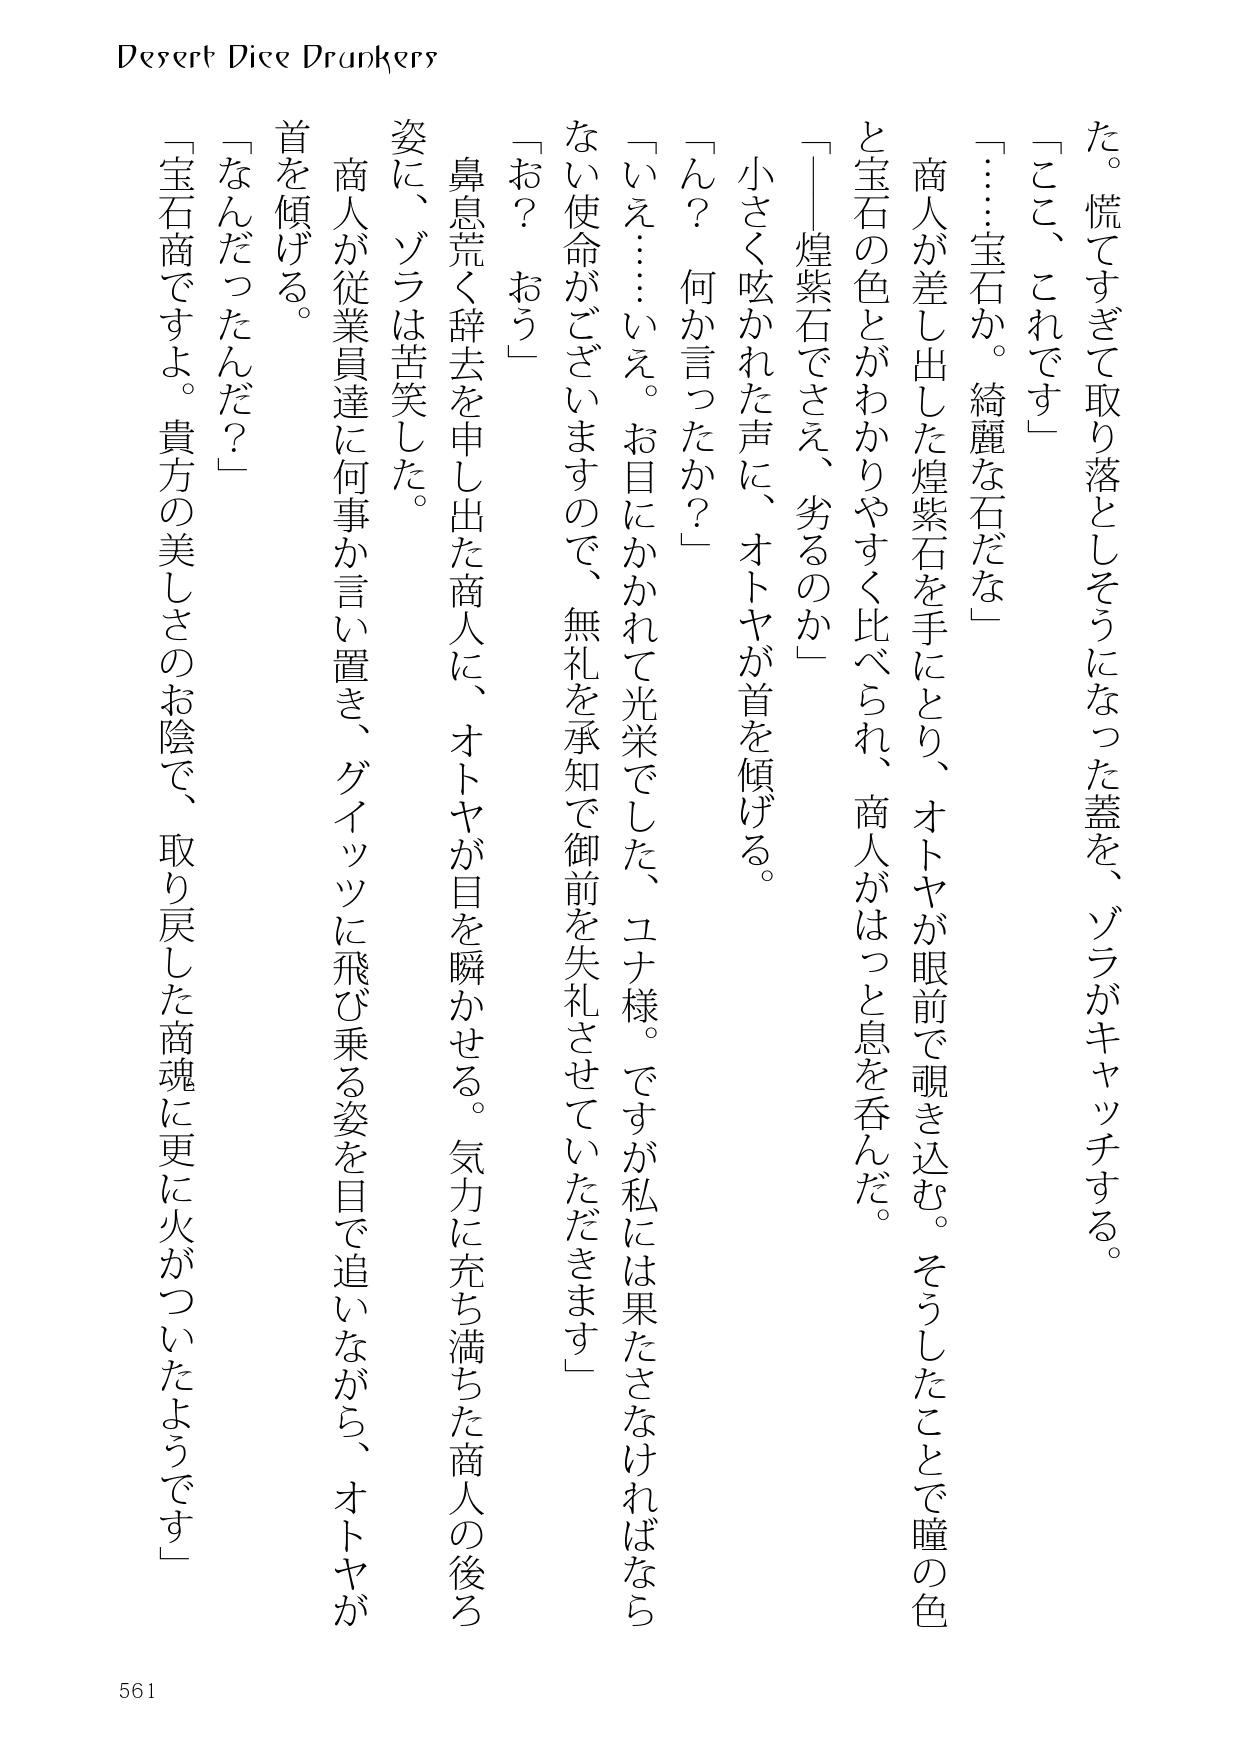 Desert Dice Drunkers
た。慌てすぎて取り落としそうになった蓋を、ゾラがキャッチする。
「ここ、これです」
「……宝石か。綺麗な石だな」
　商人が差し出した煌紫石を手にとり、オトヤが眼前で覗き込む。そうしたことで瞳の色
と宝石の色とがわかりやすく比べられ、商人がはっと息を呑んだ。
「――煌紫石でさえ、劣るのか」
　小さく呟かれた声に、オトヤが首を傾げる。
「ん？　何か言ったか？」
「いえ……いえ。お目にかかれて光栄でした、ユナ様。ですが私には果たさなければなら
ない使命がございますので、無礼を承知で御前を失礼させていただきます」
「お？　おう」
　鼻息荒く辞去を申し出た商人に、オトヤが目を瞬かせる。気力に充ち満ちた商人の後ろ
姿に、ゾラは苦笑した。
　商人が従業員達に何事か言い置き、グイッツに飛び乗る姿を目で追いながら、オトヤが
首を傾げる。
「なんだったんだ？」
「宝石商ですよ。貴方の美しさのお陰で、取り戻した商魂に更に火がついたようです」
561